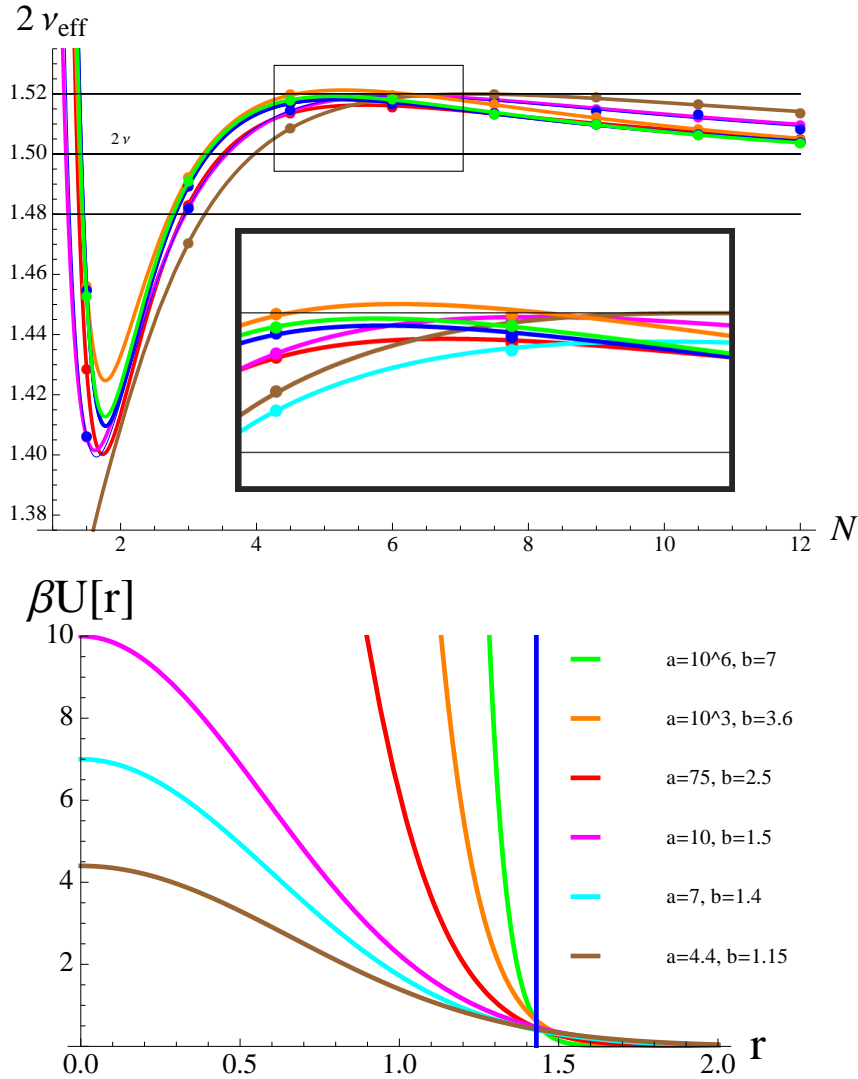 2 ν_eff
1.52
2 ν
1.50
1.48
1.46
1.44
1.42
1.40
1.38
2 4 6 8 10 12 N
βU[r]
10
8
6
4
2
a=10^6, b=7
a=10^3, b=3.6
a=75, b=2.5
a=10, b=1.5
a=7, b=1.4
a=4.4, b=1.15
0.0 0.5 1.0 1.5 2.0 r